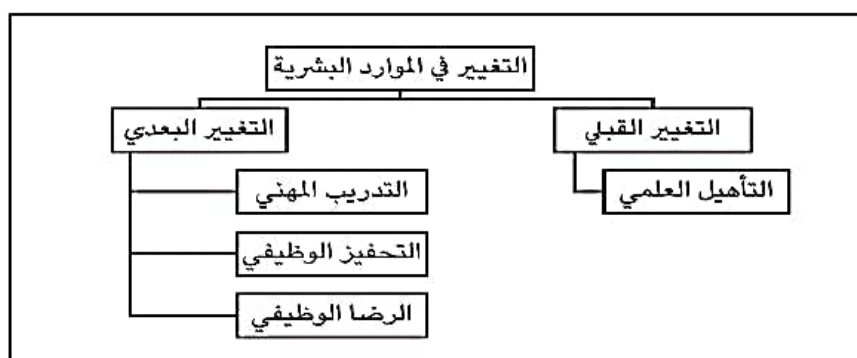 التغيير في الموارد البشرية
التغيير القبلي
التغيير البعدي
التأهيل العلمي
التدريب المهني
التحفيز الوظيفي
الرضا الوظيفي